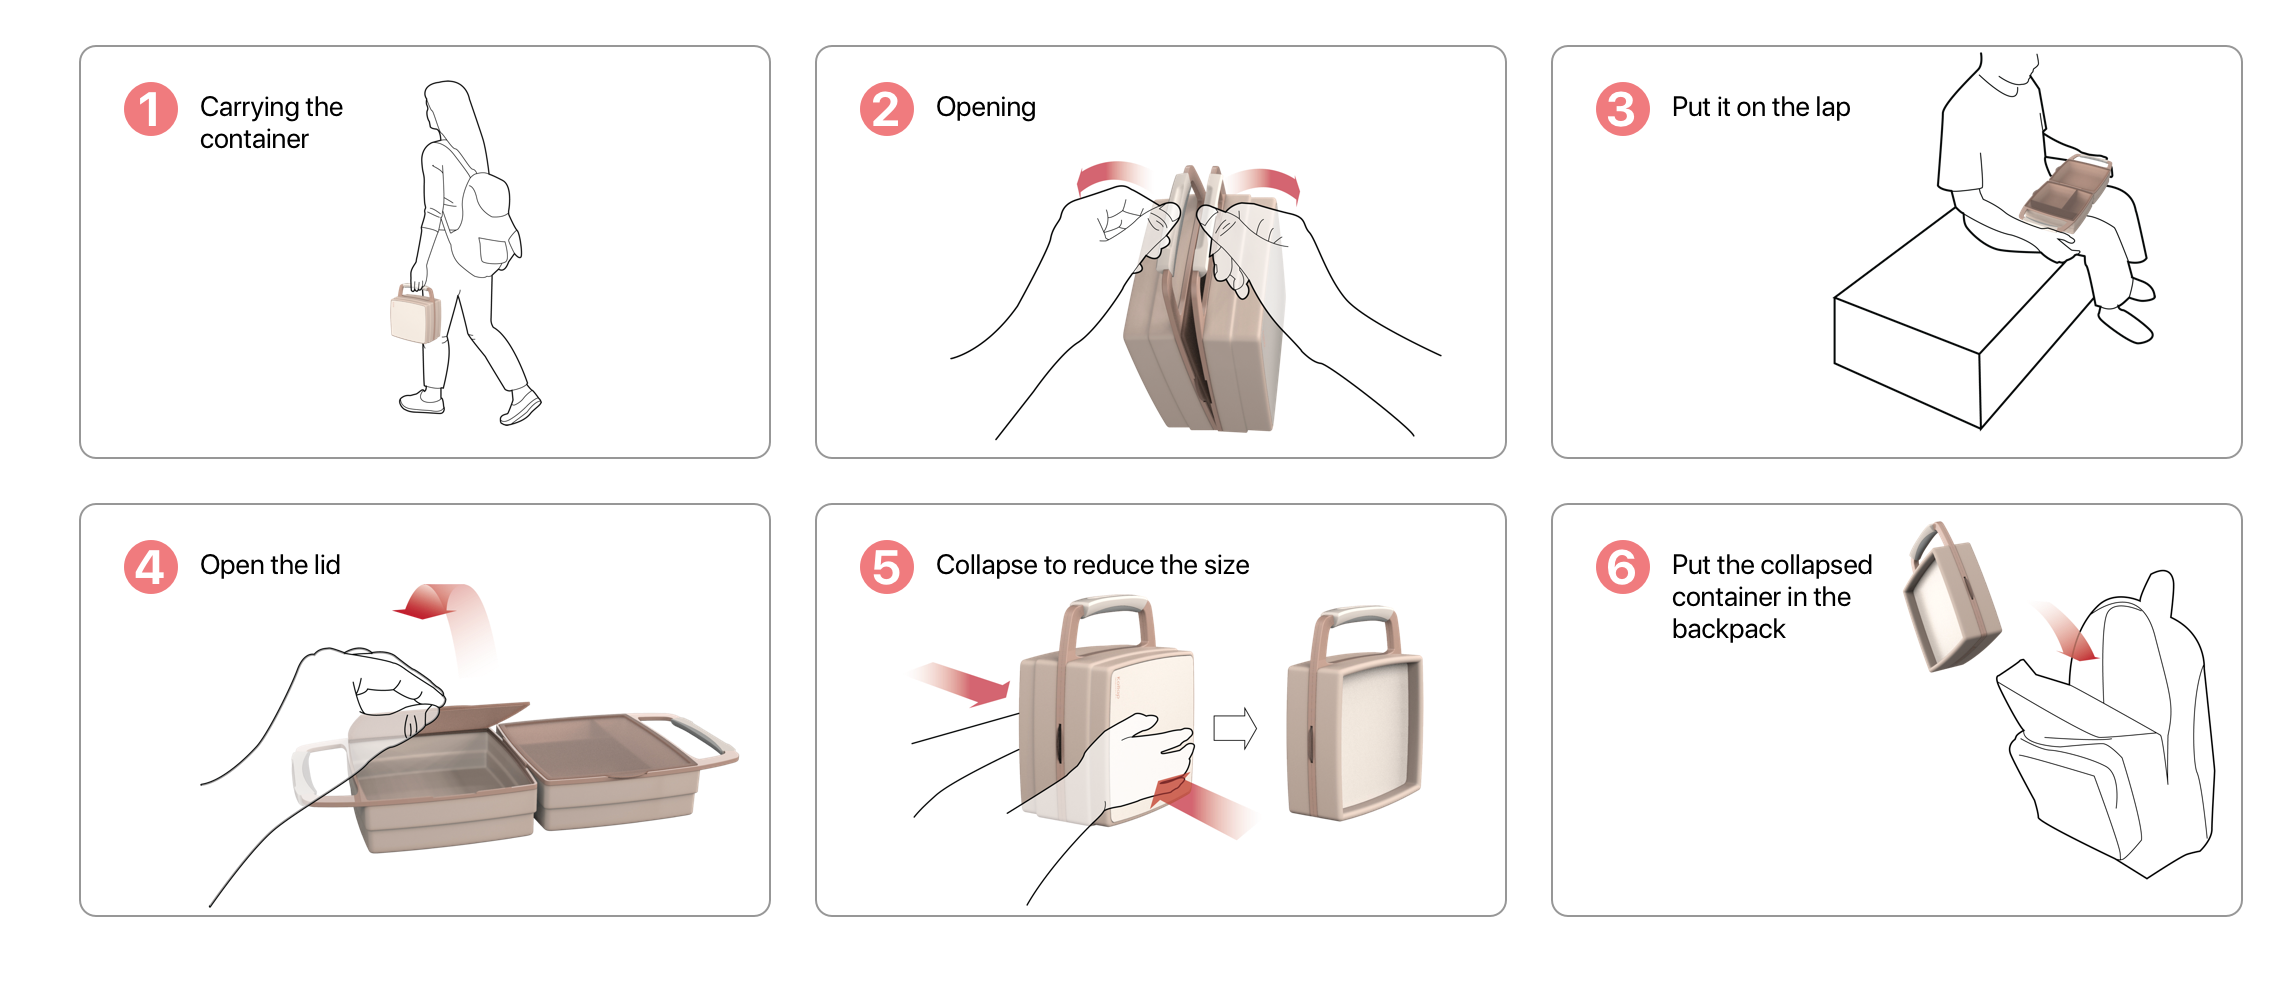 1
Carrying the
container
2
Opening
3
Put it on the lap
4
Open the lid
5
Collapse to reduce the size
6
Put the collapsed
container in the
backpack